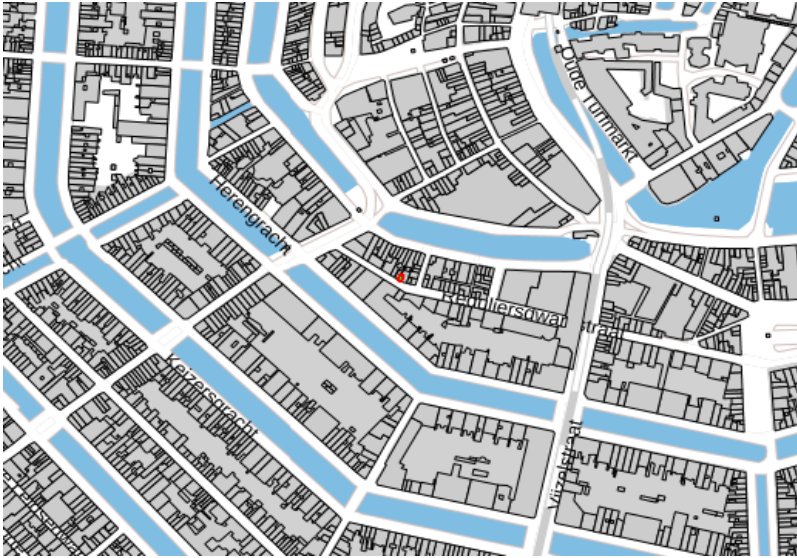 Oude Turfmarkt
Herengracht
Reguliersdwarsstraat
Keizersgracht
Vijzelstraat